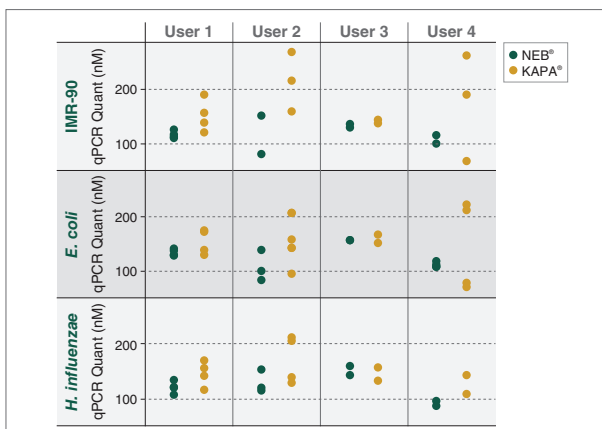 User 1 User 2 User 3 User 4
NEB®
KAPA®
IMR-90
qPCR Quant (nM)
200
100
E. coli
qPCR Quant (nM)
200
100
H. influenzae
qPCR Quant (nM)
200
100